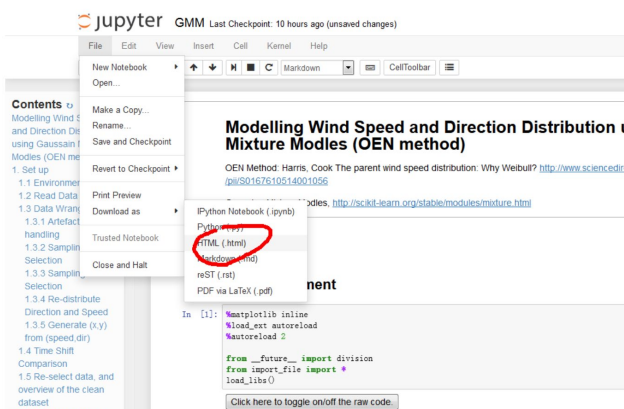 jupyter GMM Last Checkpoint: 10 hours ago (unsaved changes)
File Edit View Insert Cell Kernel Help
Markdown CellToolbar
New Notebook
Open...
Make a Copy...
Rename...
Save and Checkpoint
Revert to Checkpoint
Print Preview
Download as
Trusted Notebook
Close and Halt
IPython Notebook (.ipynb)
Python (.py)
HTML (.html)
Markdown (.md)
reST (.rst)
PDF via LaTeX (.pdf)
Contents
Modelling Wind S
and Direction Dis
using Gaussain M
Modles (OEN me
1. Set up
1.1 Environmer
1.2 Read Data
1.3 Data Wrang
1.3.1 Artefact
handling
1.3.2 Samplin
Selection
1.3.3 Sampling
Selection
1.3.4 Re-distribute
Direction and Speed
1.3.5 Generate (x,y)
from (speed,dir)
1.4 Time Shift
Comparison
1.5 Re-select data, and
overview of the clean
dataset
Modelling Wind Speed and Direction Distribution u
Mixture Modles (OEN method)
OEN Method: Harris, Cook The parent wind speed distribution: Why Weibull? http://www.sciencedir
/pii/S0167610514001056
odles, http://scikit-learn.org/stable/modules/mixture.html
ment
In [1]: %matplotlib inline
%load_ext autoreload
%autoreload 2
from __future__ import division
from import_file import *
load_libs()
Click here to toggle on/off the raw code.